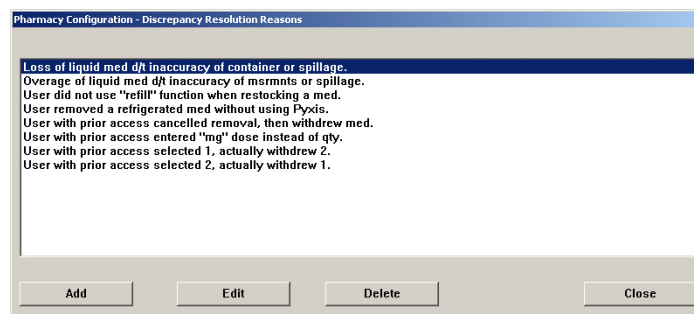 Pharmacy Configuration - Discrepancy Resolution Reasons
Loss of liquid med d/t inaccuracy of container or spillage.
Overage of liquid med d/t inaccuracy of msrmnts or spillage.
User did not use "refill" function when restocking a med.
User removed a refrigerated med without using Pyxis.
User with prior access cancelled removal, then withdrew med.
User with prior access entered "mg" dose instead of qty.
User with prior access selected 1, actually withdrew 2.
User with prior access selected 2, actually withdrew 1.
Add Edit Delete Close